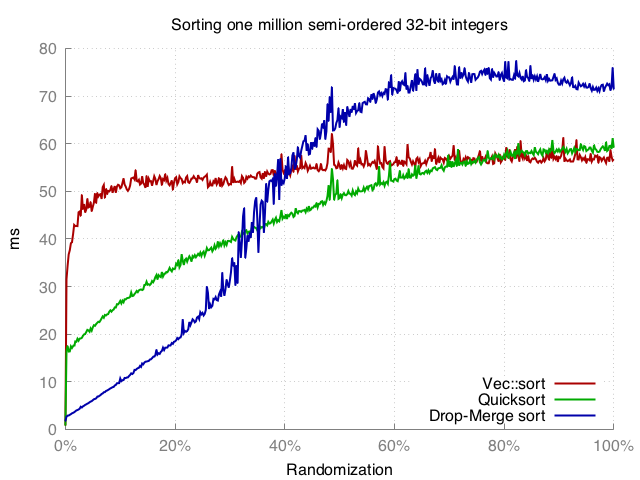 Sorting one million semi-ordered 32-bit integers
80
70
60
50
40
30
20
10
0
ms
0% 20% 40% 60% 80% 100%
Randomization
Vec::sort
Quicksort
Drop-Merge sort